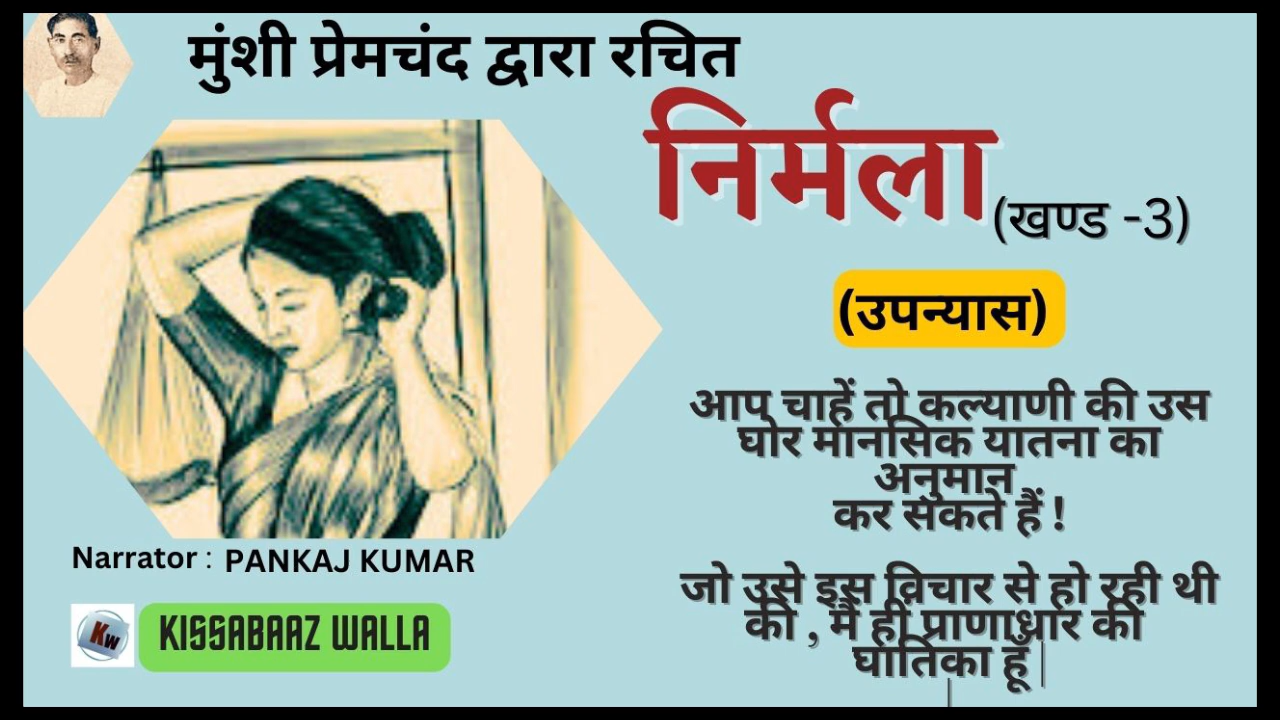 मुंशी प्रेमचंद द्वारा रचित
निर्मला
(खण्ड -3)
(उपन्यास)
आप चाहें तो कल्याणी की उस
घोर मानसिक यातना का
अनुमान
कर सकते हैं !
जो उसे इस विचार से हो रही थी
की , मैं ही प्राणाधार की
घातिका हूँ |
|
Narrator : PANKAJ KUMAR
KW
KISSABAAZ WALLA